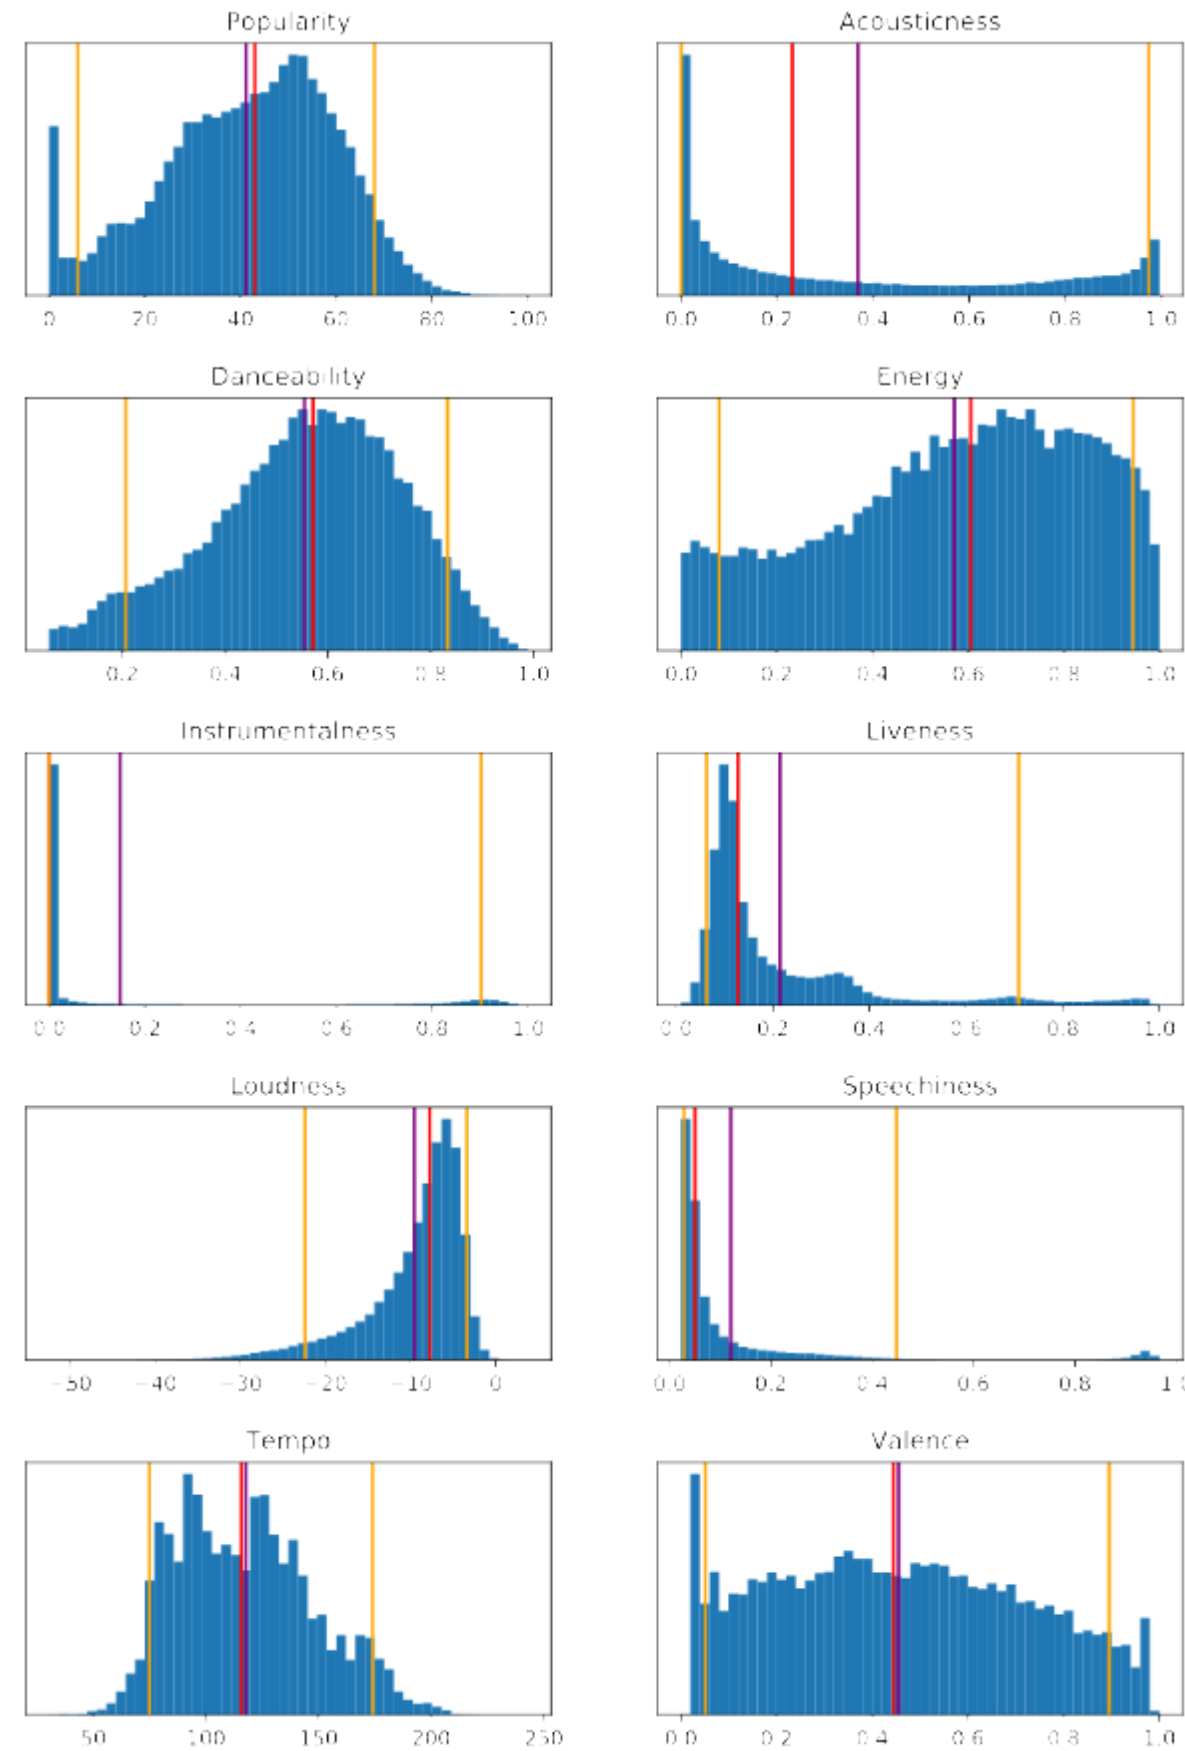 Popularity Acousticness
0 20 40 60 80 100 0.0 0.2 0.4 0.6 0.8 1.0
Danceability Energy
0.2 0.4 0.6 0.8 1.0 0.0 0.2 0.4 0.6 0.8 1.0
Instrumentalness Liveness
0.0 0.2 0.4 0.6 0.8 1.0 0.0 0.2 0.4 0.6 0.8 1.0
Loudness Speechiness
−50 −40 −30 −20 −10 0 0.0 0.2 0.4 0.6 0.8
Tempo Valence
50 100 150 200 250 0.0 0.2 0.4 0.6 0.8 1.0